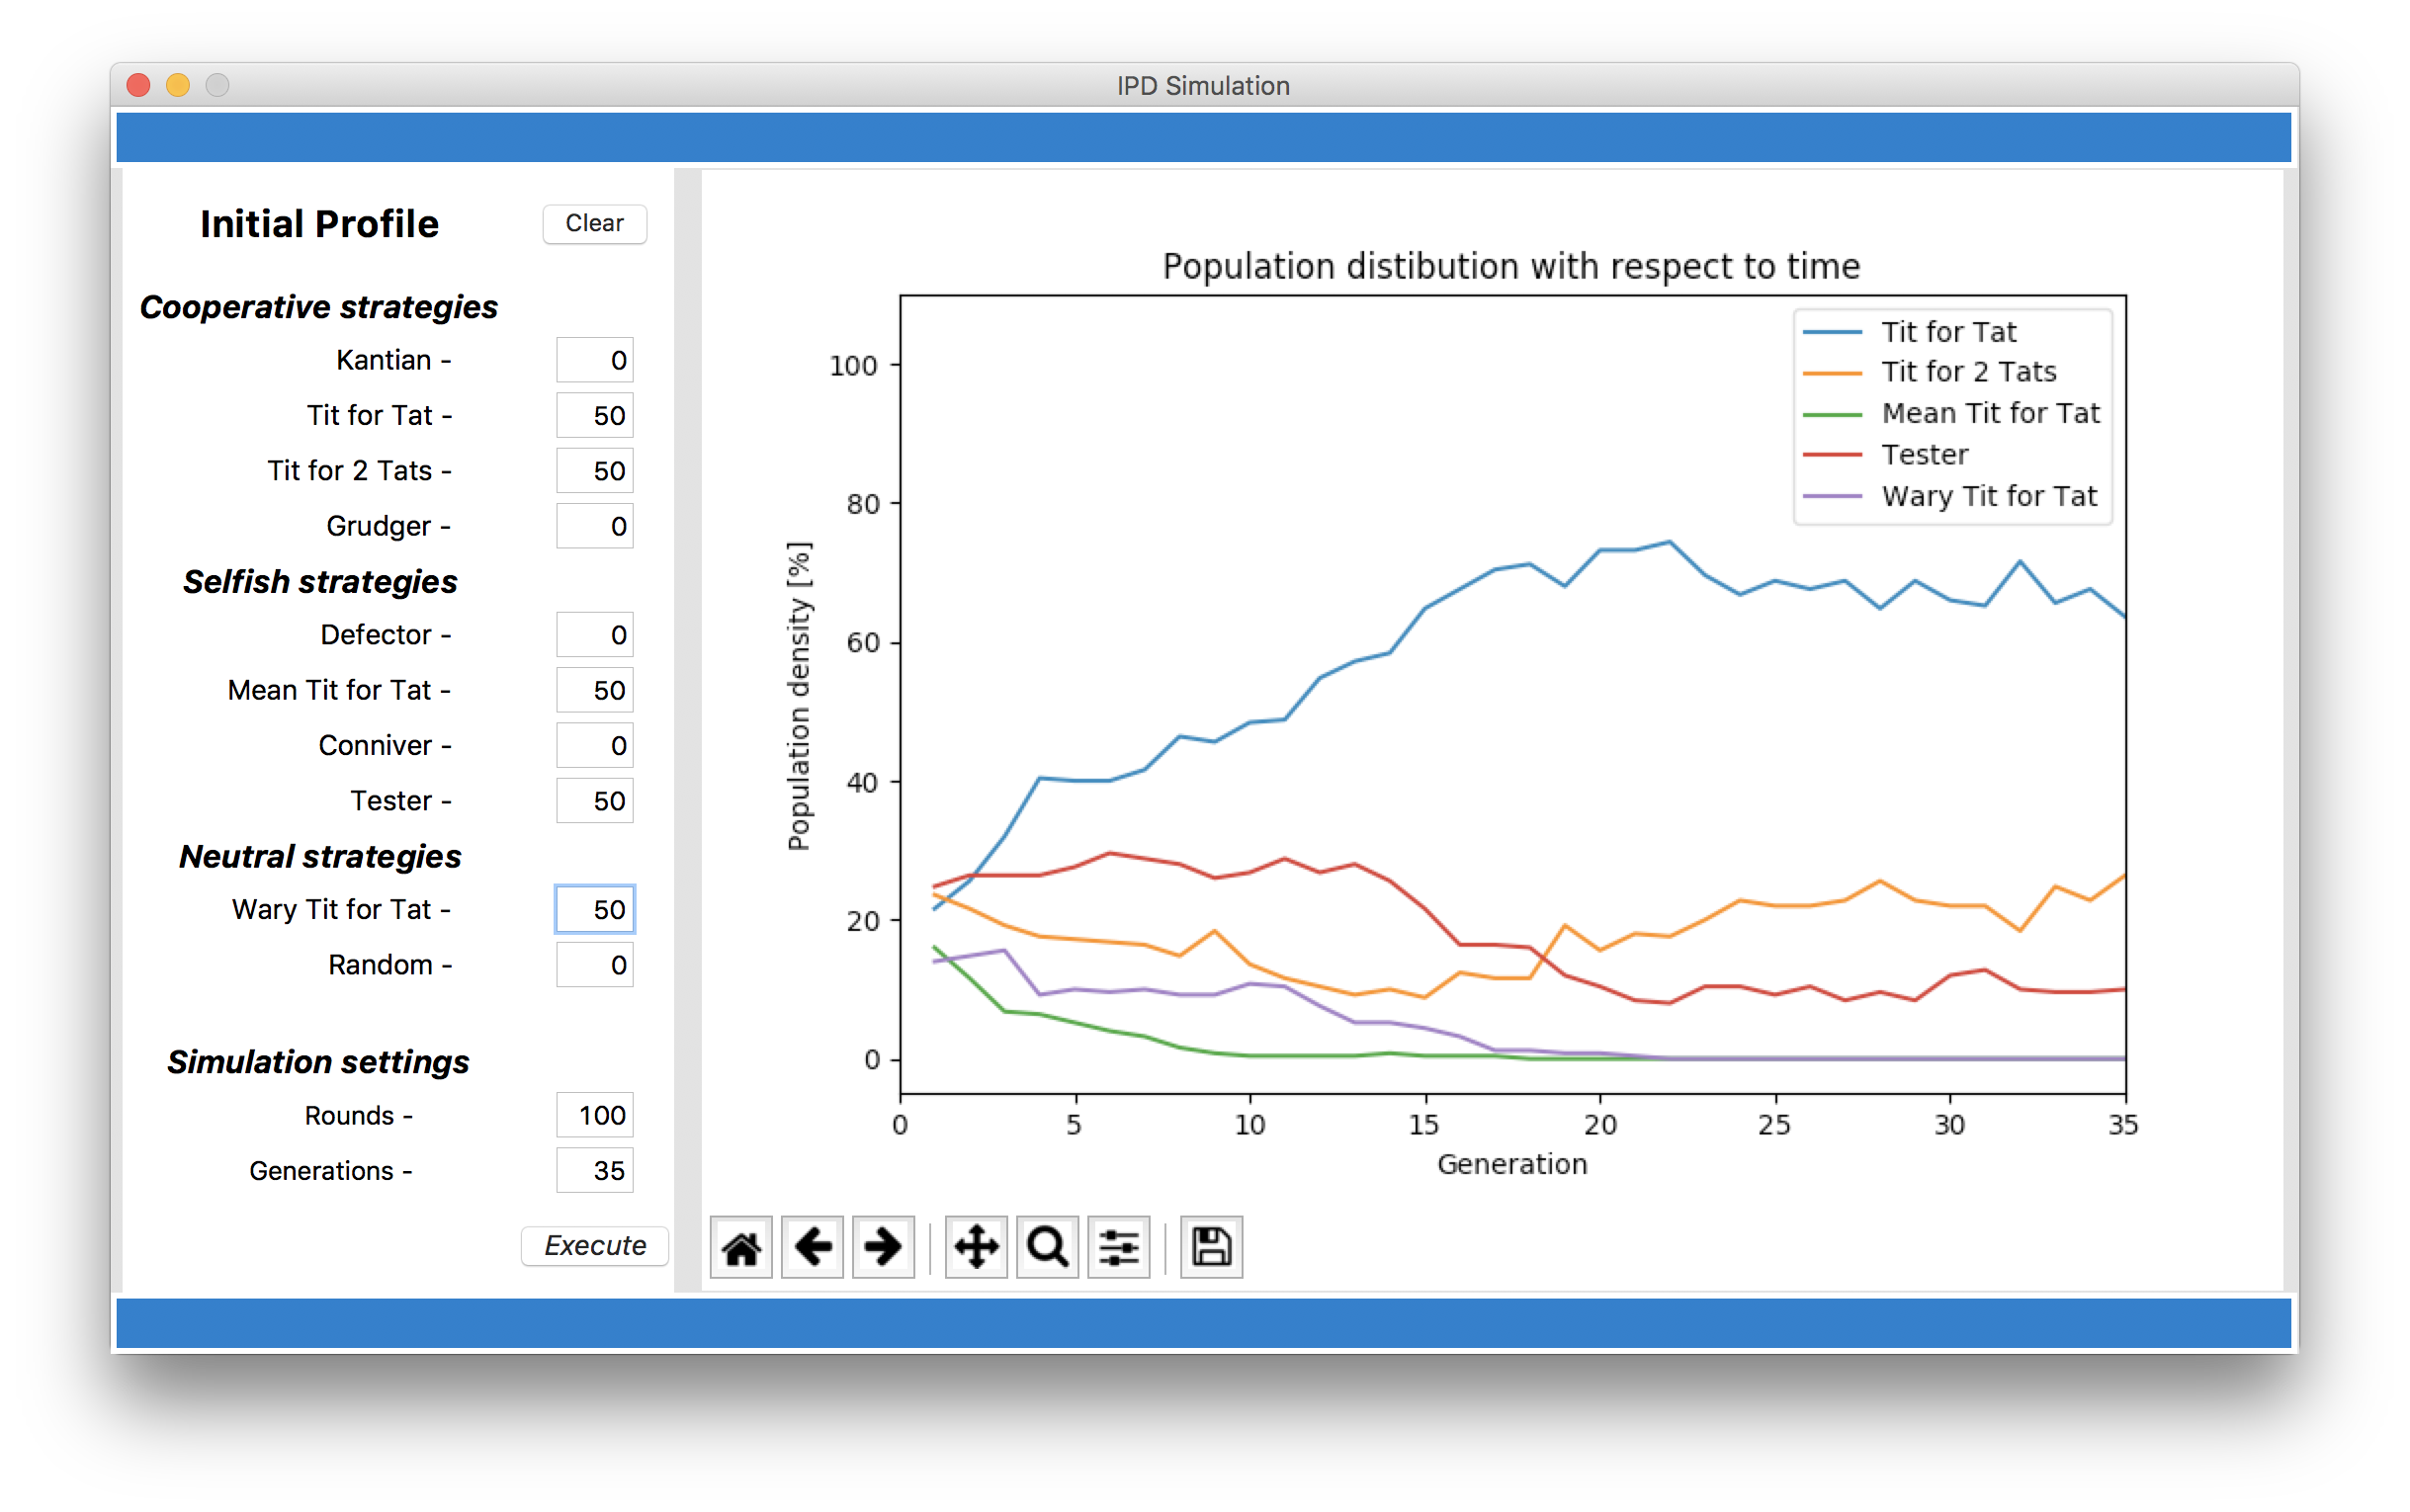 IPD Simulation
Initial Profile
Clear
Cooperative strategies
Kantian - 0
Tit for Tat - 50
Tit for 2 Tats - 50
Grudger - 0
Selfish strategies
Defector - 0
Mean Tit for Tat - 50
Conniver - 0
Tester - 50
Neutral strategies
Wary Tit for Tat - 50
Random - 0
Simulation settings
Rounds - 100
Generations - 35
Execute
Population distibution with respect to time
Tit for Tat
Tit for 2 Tats
Mean Tit for Tat
Tester
Wary Tit for Tat
Population density [%]
100
80
60
40
20
0
0 5 10 15 20 25 30 35
Generation